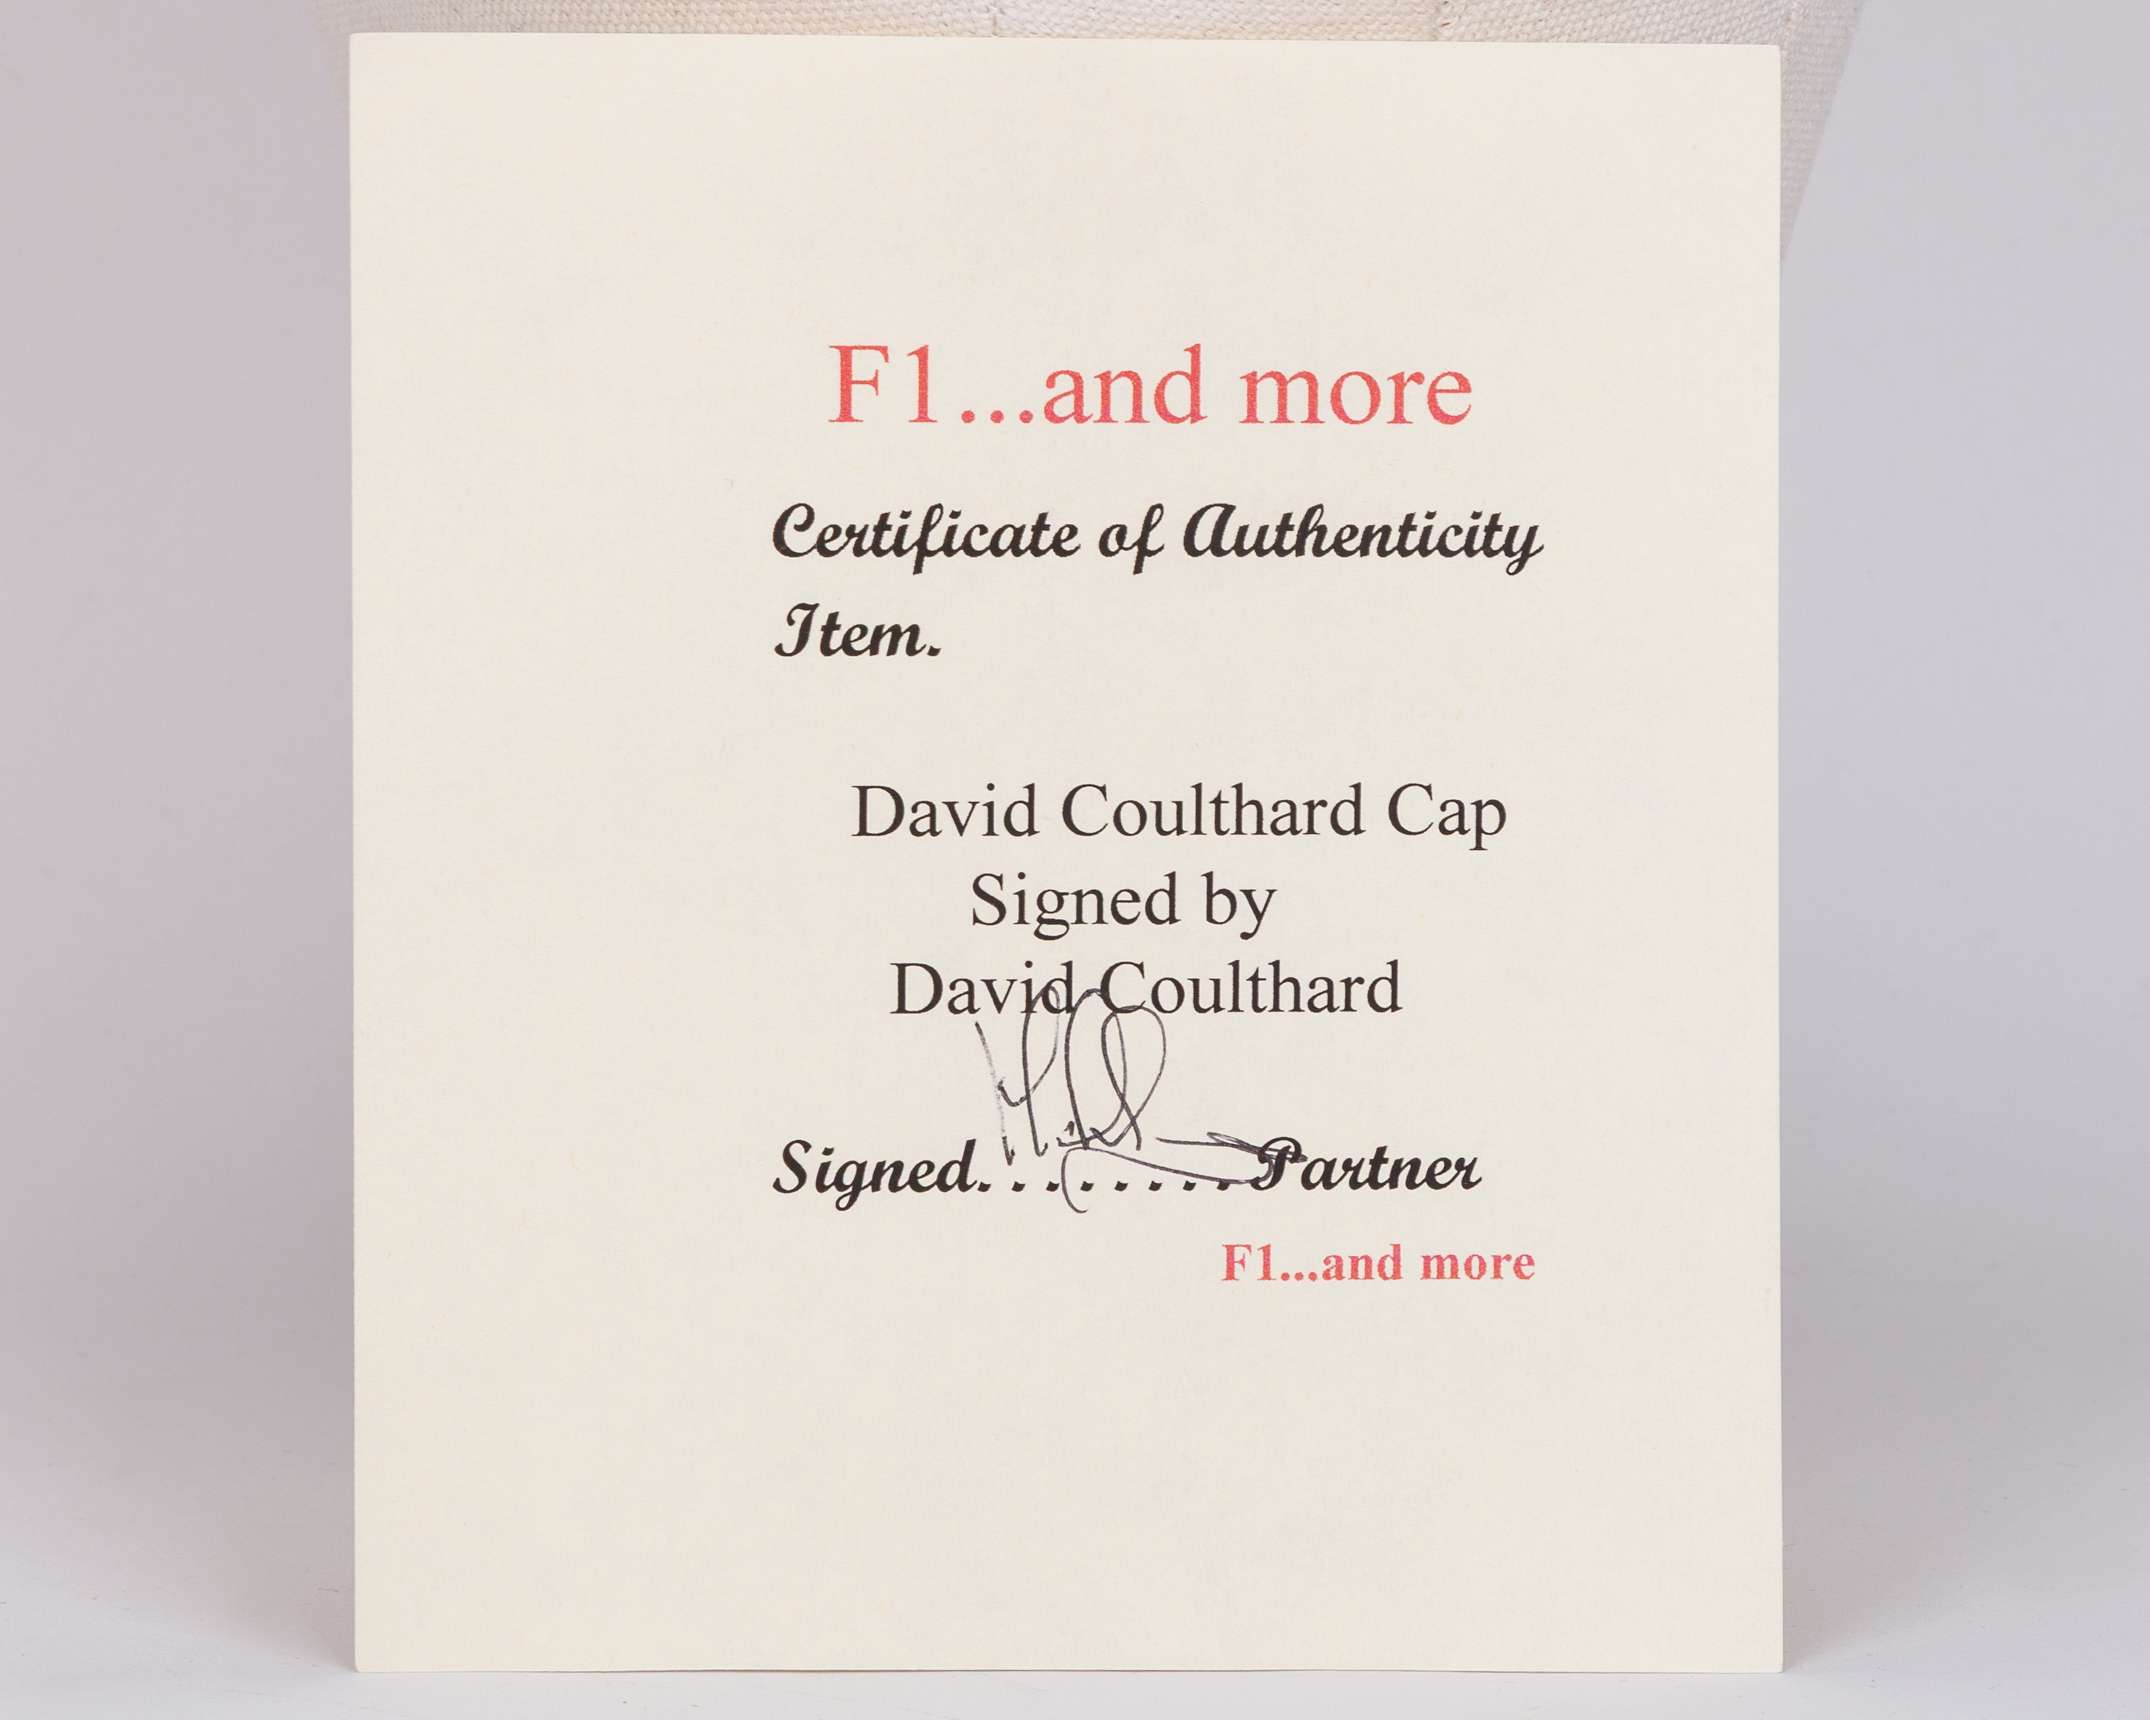 F1...and more
Certificate of Authenticity
Item.
David Coulthard Cap
Signed by
David Coulthard
Signed........Partner
F1...and more